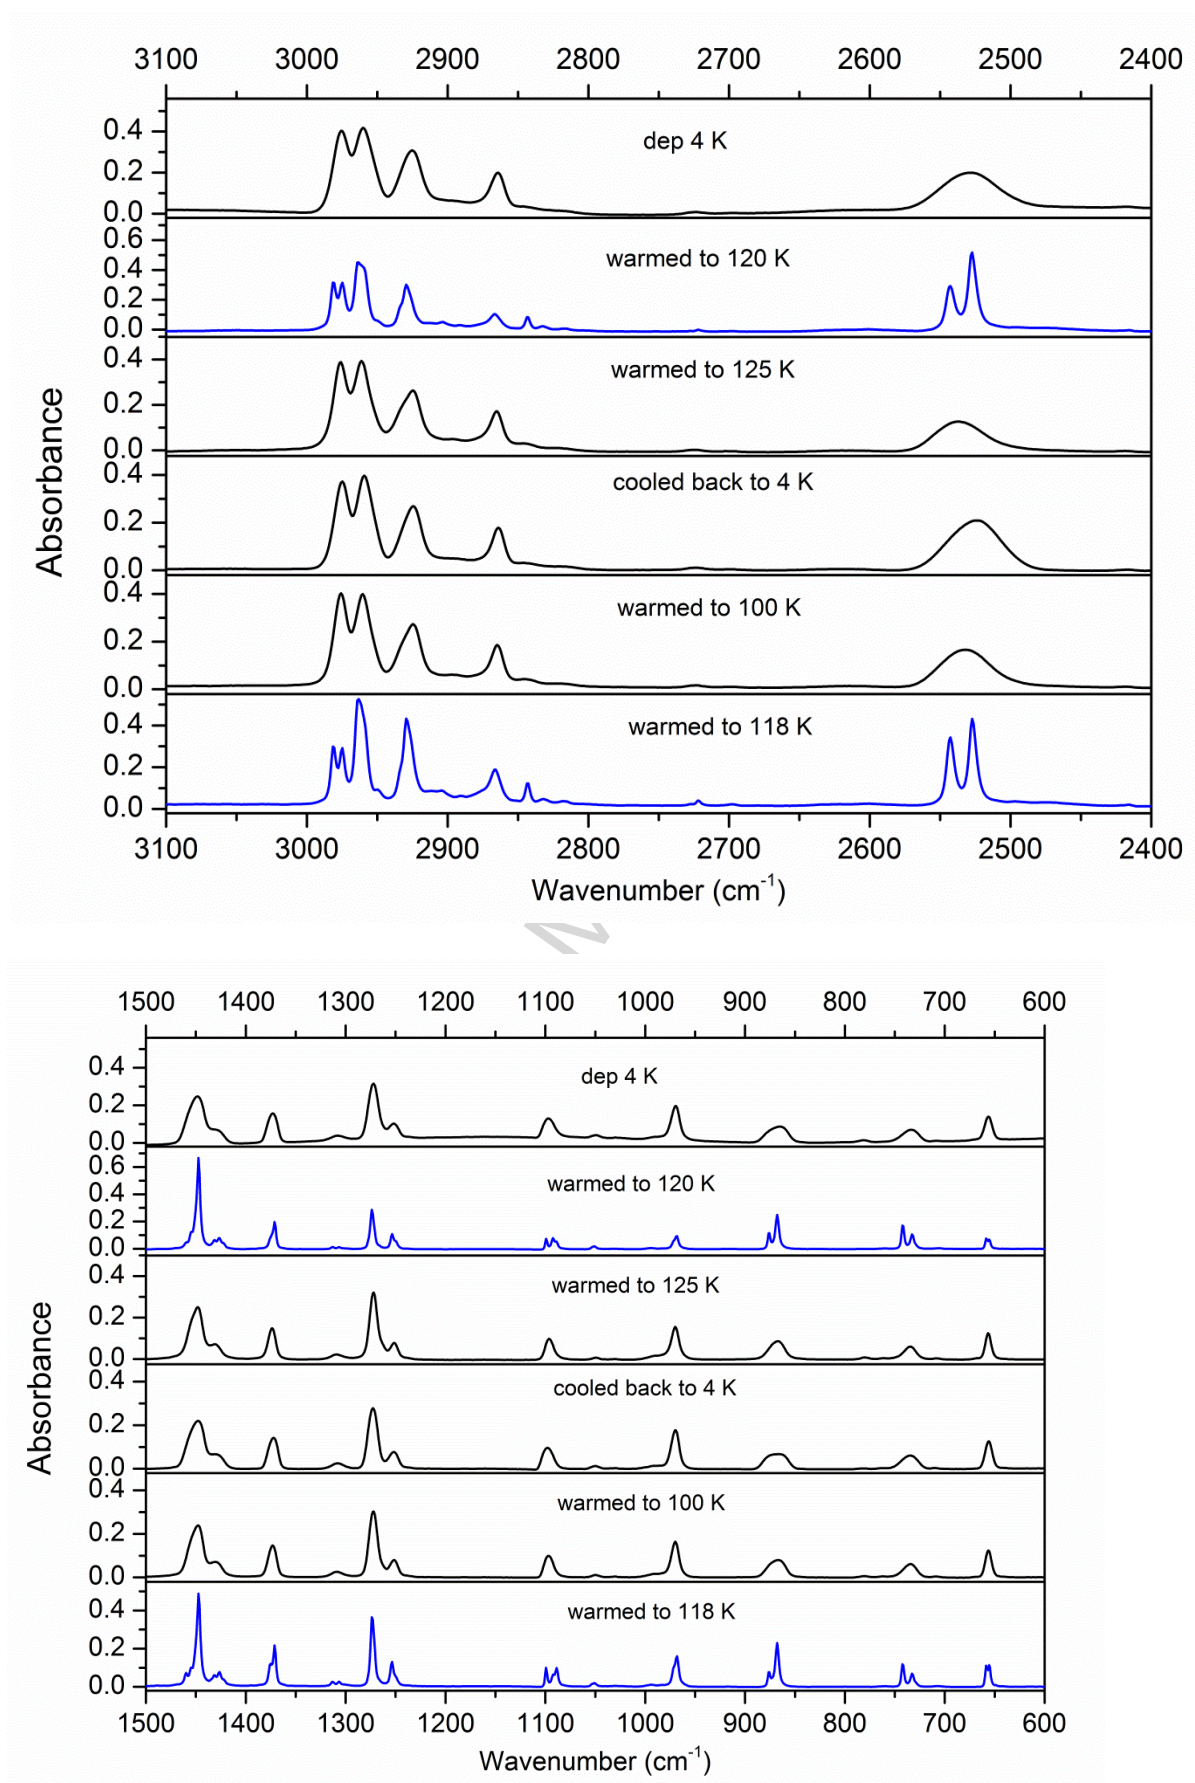 3100 3000 2900 2800 2700 2600 2500 2400
0.4
0.2
0.0
dep 4 K
0.6
0.4
0.2
0.0
warmed to 120 K
0.4
0.2
0.0
warmed to 125 K
0.4
0.2
0.0
cooled back to 4 K
0.4
0.2
0.0
warmed to 100 K
0.4
0.2
0.0
warmed to 118 K
Absorbance
3100 3000 2900 2800 2700 2600 2500 2400
Wavenumber (cm⁻¹)
1500 1400 1300 1200 1100 1000 900 800 700 600
0.4
0.2
0.0
dep 4 K
0.6
0.4
0.2
0.0
warmed to 120 K
0.4
0.2
0.0
warmed to 125 K
0.4
0.2
0.0
cooled back to 4 K
0.4
0.2
0.0
warmed to 100 K
0.4
0.2
0.0
warmed to 118 K
Absorbance
1500 1400 1300 1200 1100 1000 900 800 700 600
Wavenumber (cm⁻¹)